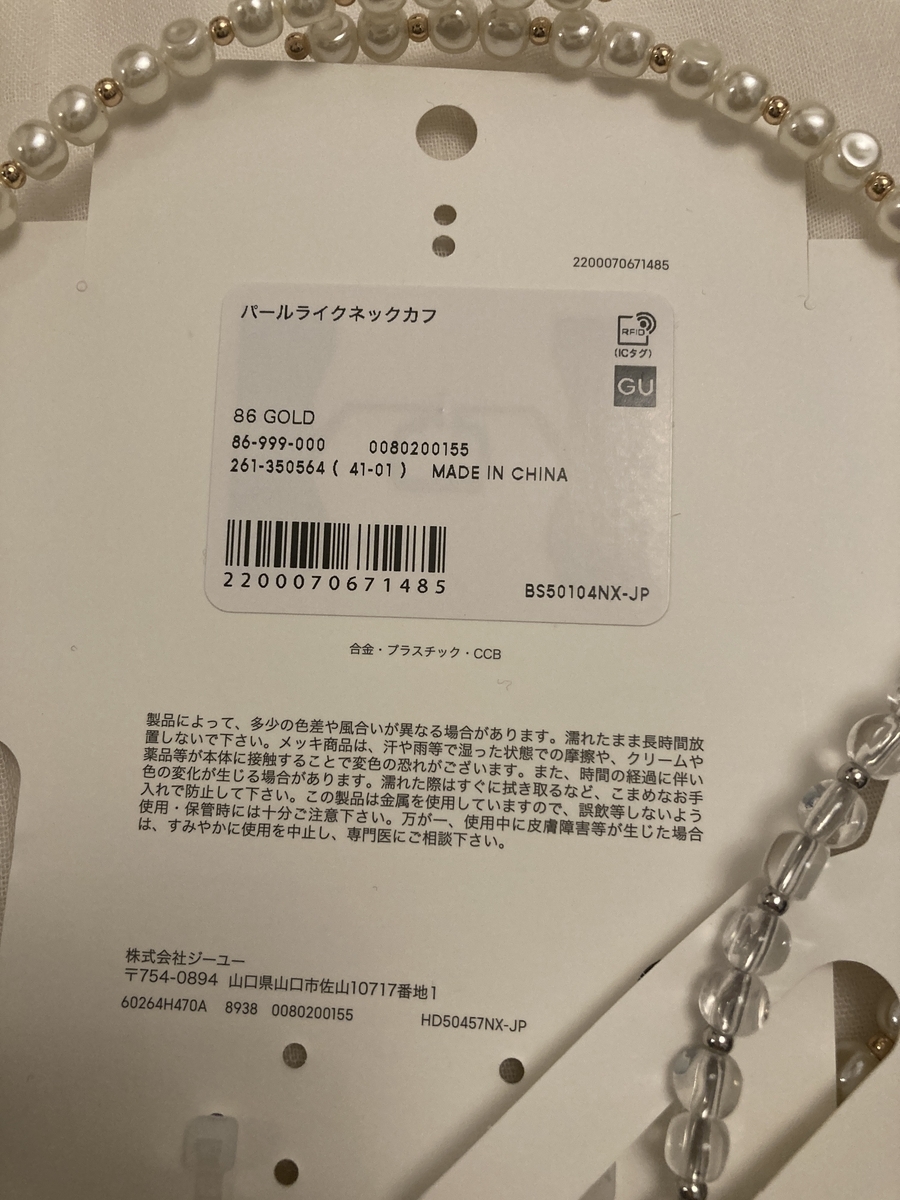 2200070671485
パールライクネックカフ
RFID
(ICタグ)
GU
86 GOLD
86-999-000 0080200155
261-350564 ( 41-01 ) MADE IN CHINA
2200070671485
BS50104NX-JP
合金・プラスチック・CCB
製品によって、多少の色差や風合いが異なる場合があります。濡れたまま長時間放
置しないで下さい。メッキ商品は、汗や雨等で湿った状態での摩擦や、クリームや
薬品等が本体に接触することで変色の恐れがございます。また、時間の経過に伴い
色の変化が生じる場合があります。濡れた際はすぐに拭き取るなど、こまめなお手
入れで防止して下さい。この製品は金属を使用していますので、誤飲等しないよう
使用・保管時には十分ご注意下さい。万が一、使用中に皮膚障害等が生じた場合
は、すみやかに使用を中止し、専門医にご相談下さい。
株式会社ジーユー
〒754-0894 山口県山口市佐山10717番地1
60264H470A 8938 0080200155 HD50457NX-JP